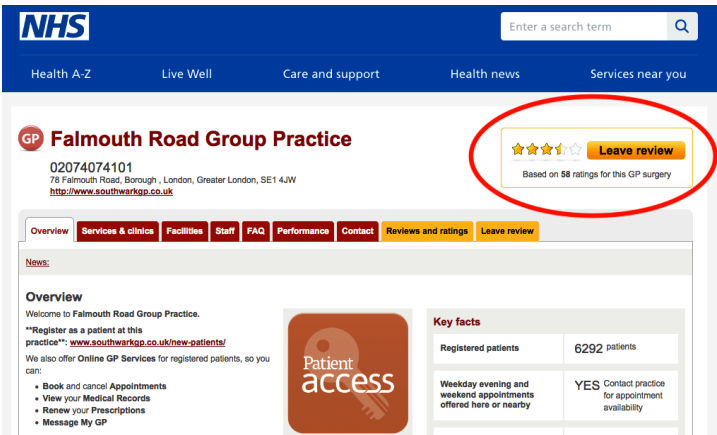 NHS
Enter a search term
Health A-Z Live Well Care and support Health news Services near you
GP Falmouth Road Group Practice
02074074101
78 Falmouth Road, Borough , London, Greater London, SE1 4JW
http://www.southwarkgp.co.uk
Leave review
Based on 58 ratings for this GP surgery
Overview Services & clinics Facilities Staff FAQ Performance Contact Reviews and ratings Leave review
News:
Overview
Welcome to Falmouth Road Group Practice.
**Register as a patient at this
practice**: www.southwarkgp.co.uk/new-patients/
We also offer Online GP Services for registered patients, so you
can:
Book and cancel Appointments
View your Medical Records
Renew your Prescriptions
Message My GP
Patient
access
Key facts
Registered patients 6292 patients
Weekday evening and
weekend appointments
offered here or nearby
YES Contact practice
for appointment
availability